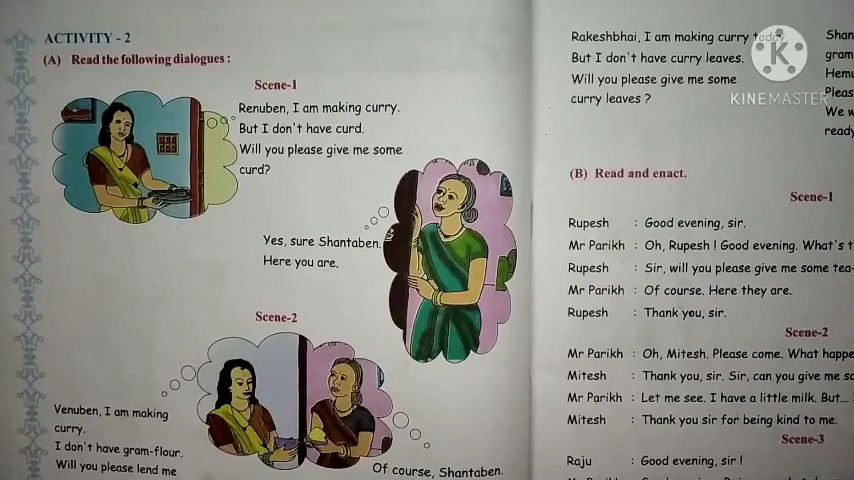 ACTIVITY - 2
(A) Read the following dialogues :
Scene-1
Renuben, I am making curry.
But I don't have curd.
Will you please give me some
curd?
Yes, sure Shantaben.
Here you are.
Scene-2
Venuben, I am making
curry.
I don't have gram-flour.
Will you please lend me
Of course, Shantaben.
Rakeshbhai, I am making curry today.
But I don't have curry leaves.
Will you please give me some
curry leaves ?
Shan
gram
Hemu
Pleas
We w
ready
KINEMASTER
(B) Read and enact.
Scene-1
Rupesh : Good evening, sir.
Mr Parikh : Oh, Rupesh ! Good evening. What's t
Rupesh : Sir, will you please give me some tea-
Mr Parikh : Of course. Here they are.
Rupesh : Thank you, sir.
Scene-2
Mr Parikh : Oh, Mitesh. Please come. What happe
Mitesh : Thank you, sir. Sir, can you give me so
Mr Parikh : Let me see. I have a little milk. But...
Mitesh : Thank you sir for being kind to me.
Scene-3
Raju : Good evening, sir !